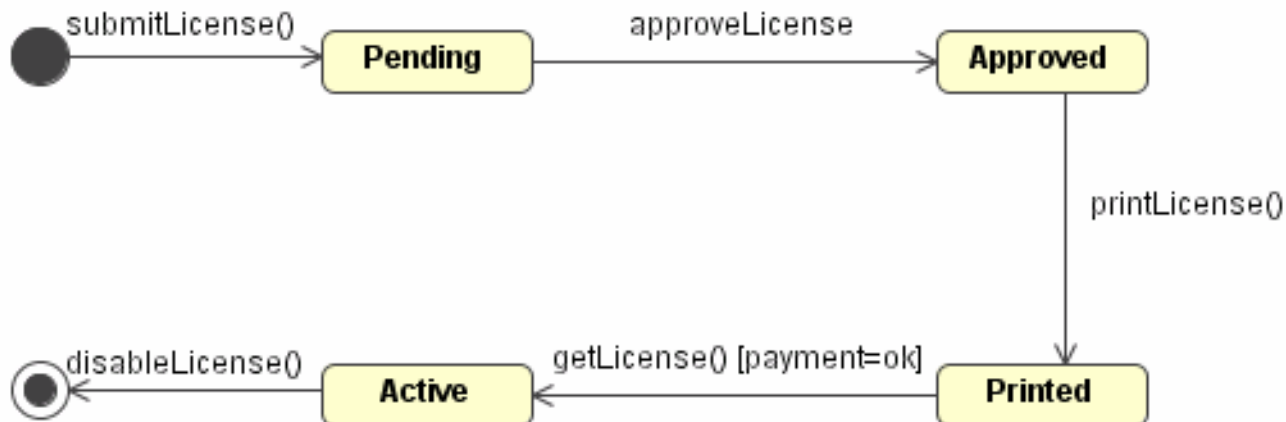 submitLicense()
Pending
approveLicense
Approved
printLicense()
disableLicense()
Active
getLicense() [payment=ok]
Printed